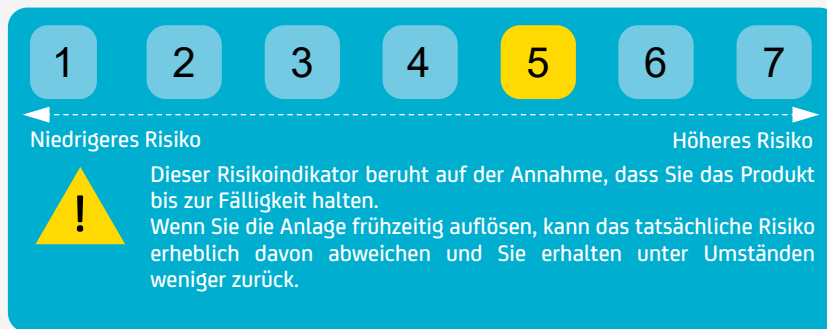 1 2 3 4 5 6 7
Niedrigeres Risiko Höheres Risiko
!
Dieser Risikoindikator beruht auf der Annahme, dass Sie das Produkt
bis zur Fälligkeit halten.
Wenn Sie die Anlage frühzeitig auflösen, kann das tatsächliche Risiko
erheblich davon abweichen und Sie erhalten unter Umständen
weniger zurück.